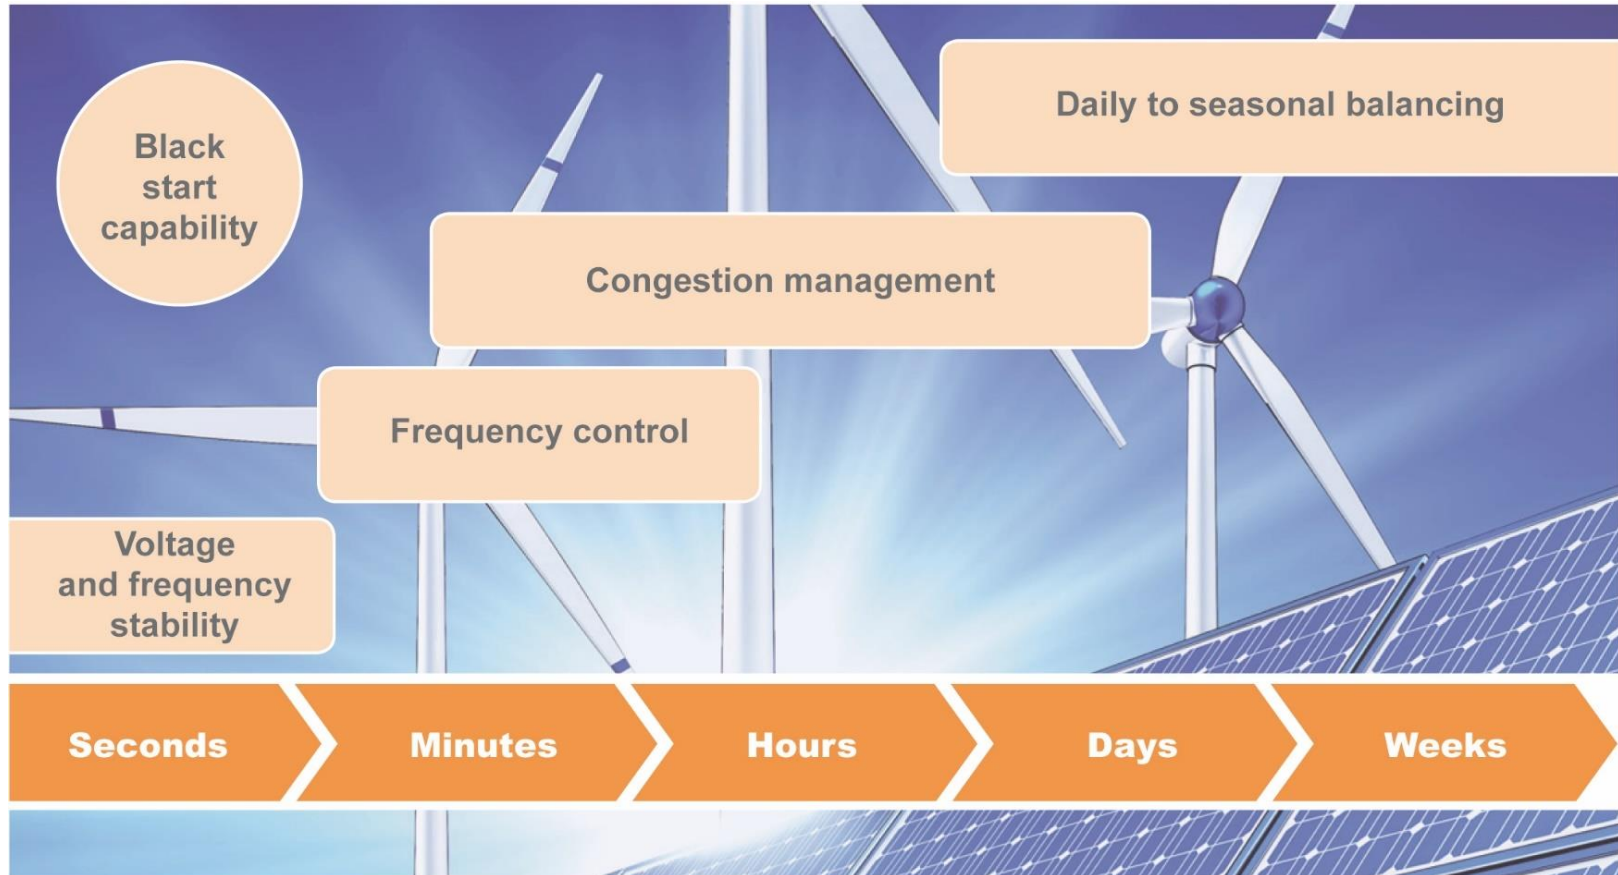 Black
start
capability
Daily to seasonal balancing
Congestion management
Frequency control
Voltage
and frequency
stability
Seconds
Minutes
Hours
Days
Weeks